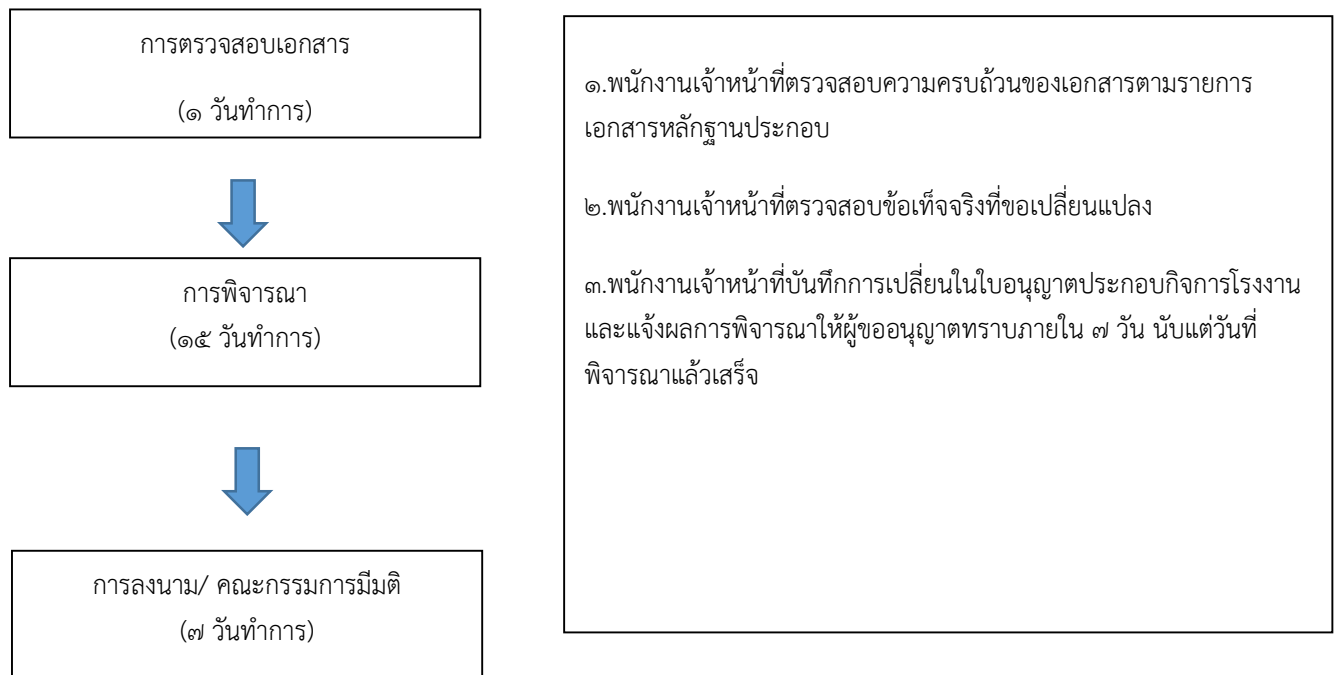 การตรวจสอบเอกสาร
(๑ วันทำการ)
การพิจารณา
(๑๕ วันทำการ)
การลงนาม/ คณะกรรมการมีมติ
(๗ วันทำการ)
๑.พนักงานเจ้าหน้าที่ตรวจสอบความครบถ้วนของเอกสารตามรายการ
เอกสารหลักฐานประกอบ
๒.พนักงานเจ้าหน้าที่ตรวจสอบข้อเท็จจริงที่ขอเปลี่ยนแปลง
๓.พนักงานเจ้าหน้าที่บันทึกการเปลี่ยนในใบอนุญาตประกอบกิจการโรงงาน
และแจ้งผลการพิจารณาให้ผู้ขออนุญาตทราบภายใน ๗ วัน นับแต่วันที่
พิจารณาแล้วเสร็จ